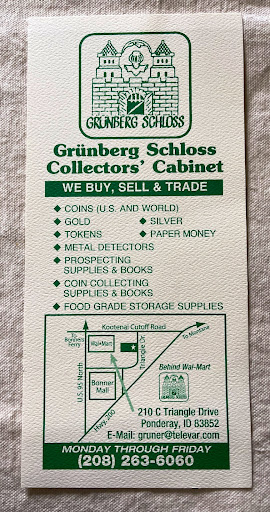 GRÜNBERG SCHLOSS
Grünberg Schloss
Collectors' Cabinet
WE BUY, SELL & TRADE
◆ COINS (U.S. AND WORLD)
◆ GOLD ◆ SILVER
◆ TOKENS ◆ PAPER MONEY
◆ METAL DETECTORS
◆ PROSPECTING
SUPPLIES & BOOKS
◆ COIN COLLECTING
SUPPLIES & BOOKS
◆ FOOD GRADE STORAGE SUPPLIES
Kootenai Cutoff Road
To
Bonners
Ferry
To Montana
Wal-Mart
Triangle Dr.
U.S. 95 North
Bonner
Mall
Hwy. 200
Behind Wal-Mart
GRÜNBERG SCHLOSS
210 C Triangle Drive
Ponderay, ID 83852
E-Mail: gruner@televar.com
MONDAY THROUGH FRIDAY
(208) 263-6060